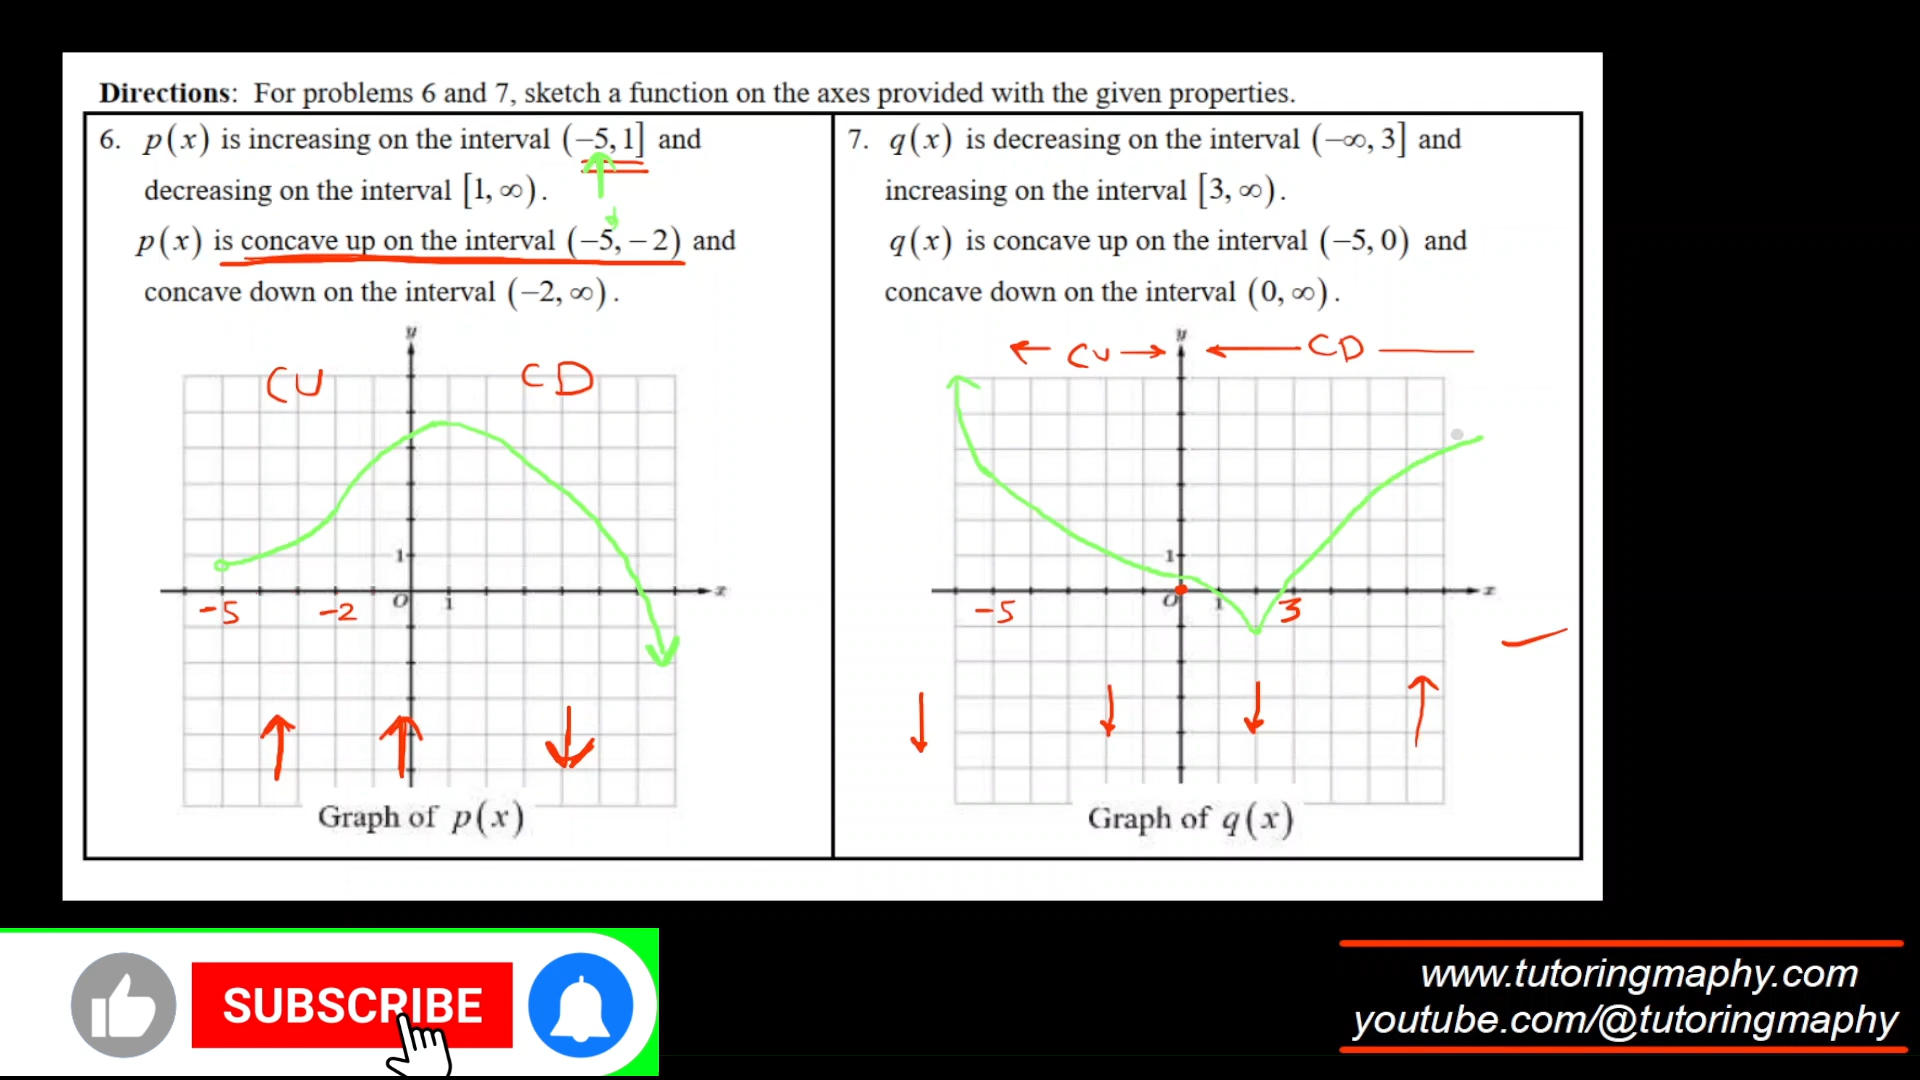 Directions: For problems 6 and 7, sketch a function on the axes provided with the given properties.
6. p(x) is increasing on the interval (−5, 1] and
decreasing on the interval [1, ∞).
p(x) is concave up on the interval (−5, −2) and
concave down on the interval (−2, ∞).
y
CU
CD
1
-5
-2
O
1
x
Graph of p(x)
7. q(x) is decreasing on the interval (−∞, 3] and
increasing on the interval [3, ∞).
q(x) is concave up on the interval (−5, 0) and
concave down on the interval (0, ∞).
y
← CU →
← CD
1
-5
O
1
3
x
Graph of q(x)
SUBSCRIBE
www.tutoringmaphy.com
youtube.com/@tutoringmaphy